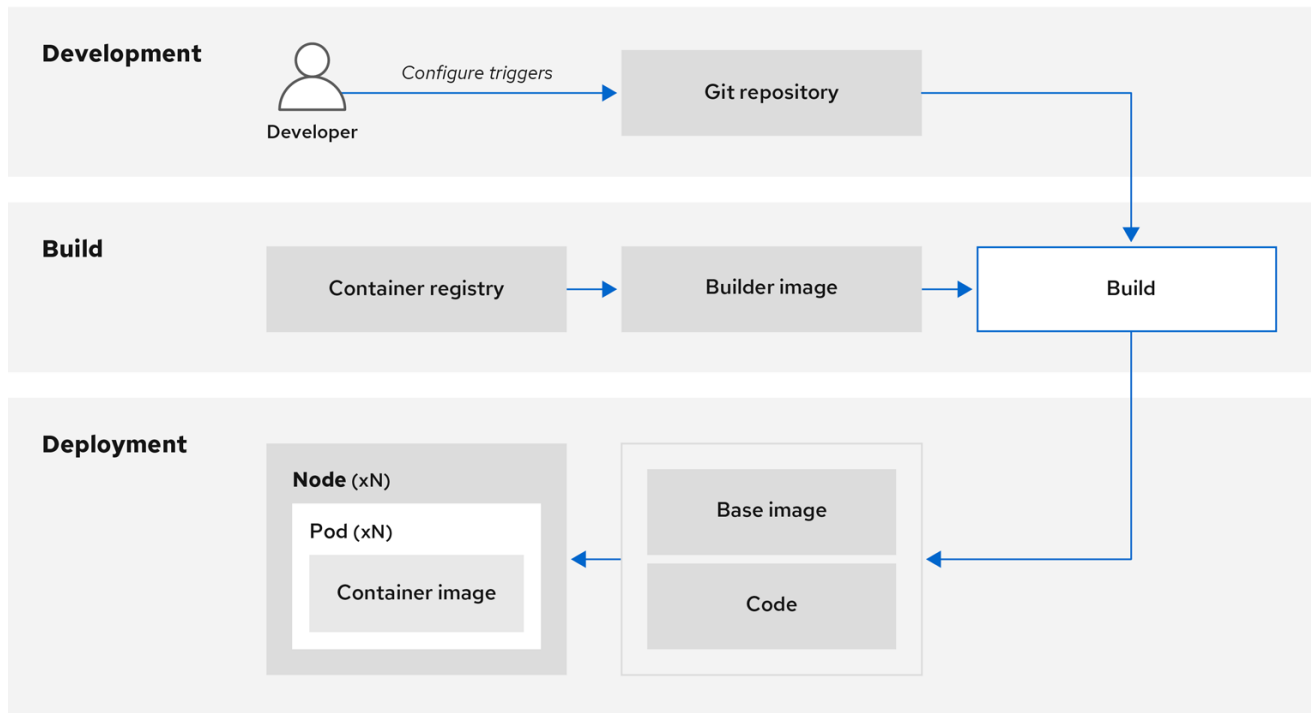 Development
Configure triggers
Git repository
Developer
Build
Container registry
Builder image
Build
Deployment
Node (xN)
Pod (xN)
Container image
Base image
Code